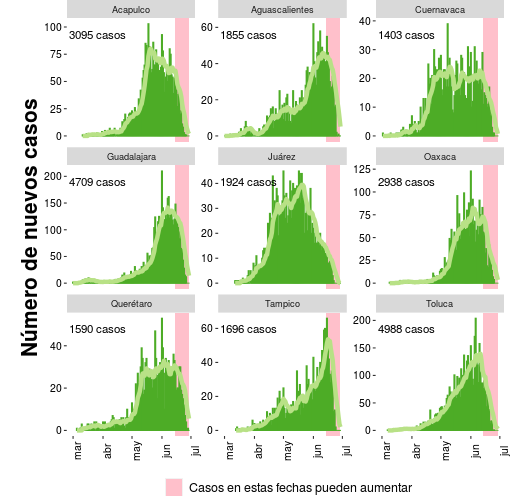 Número de nuevos casos
Acapulco
3095 casos
100
75
50
25
0
Aguascalientes
1855 casos
60
40
20
0
Cuernavaca
1403 casos
40
30
20
10
0
Guadalajara
4709 casos
200
150
100
50
0
Juárez
1924 casos
40
30
20
10
0
Oaxaca
2938 casos
125
100
75
50
25
0
Querétaro
1590 casos
40
20
0
Tampico
1696 casos
60
40
20
0
Toluca
4988 casos
200
150
100
50
0
mar abr may jun jul
mar abr may jun jul
mar abr may jun jul
Casos en estas fechas pueden aumentar